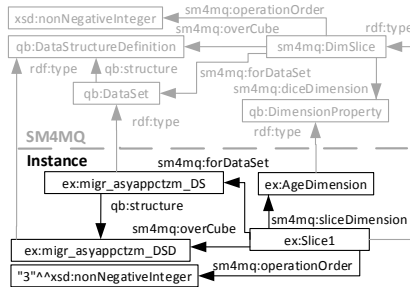 sm4mq:operationOrder
xsd:nonNegativeInteger
sm4mq:overCube
rdf:type
qb:DataStructureDefinition
sm4mq:DimSlice
rdf:type
qb:structure
sm4mq:forDataSet
qb:DataSet
sm4mq:diceDimension
rdf:type
qb:DimensionProperty
rdf:type
SM4MQ
Instance
sm4mq:forDataSet
ex:migr_asyappctzm_DS
ex:AgeDimension
qb:structure
sm4mq:overCube
sm4mq:sliceDimension
ex:migr_asyappctzm_DSD
ex:Slice1
sm4mq:operationOrder
"3"^^xsd:nonNegativeInteger